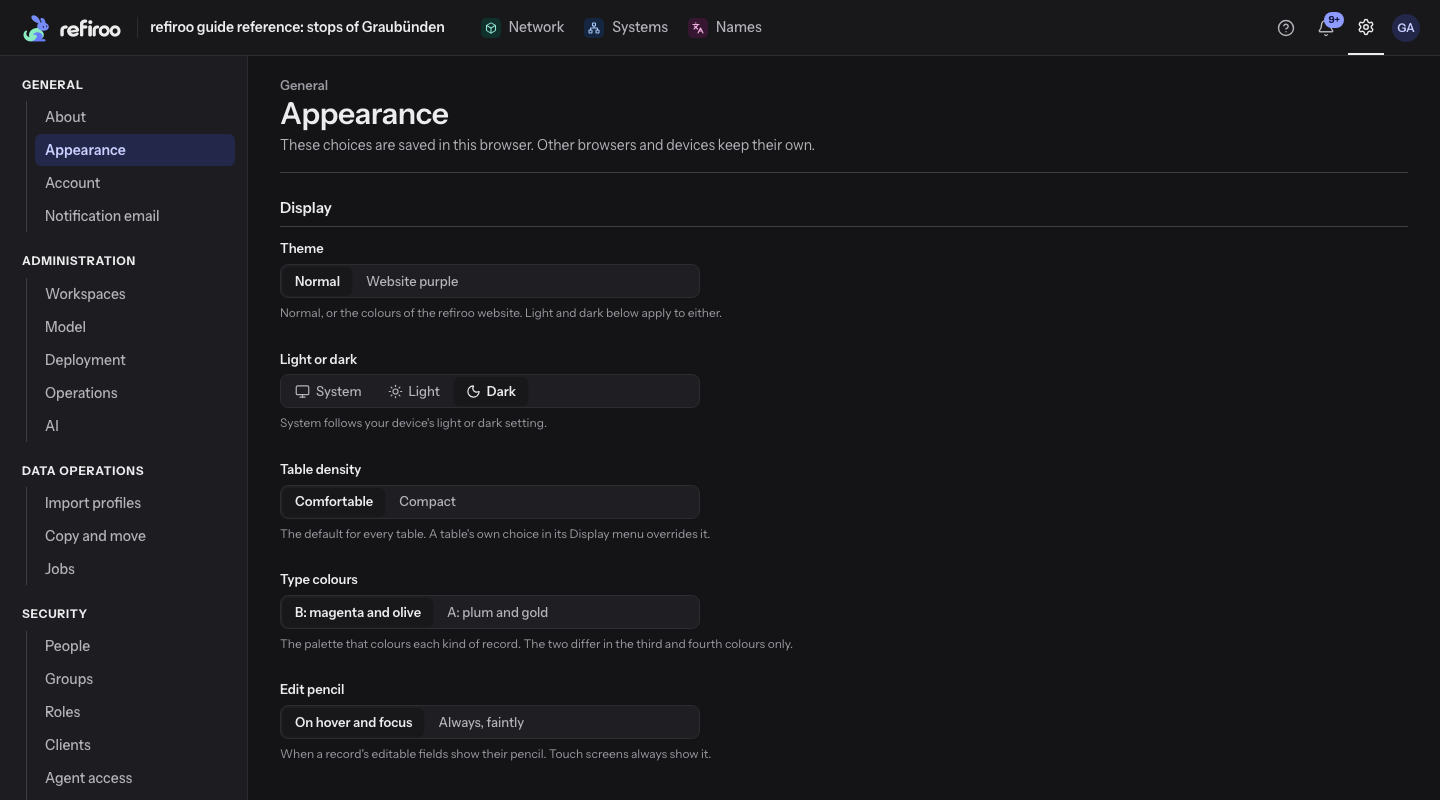 refiroo
refiroo guide reference: stops of Graubünden
Network
Systems
Names
9+
GA
GENERAL
About
Appearance
Account
Notification email
ADMINISTRATION
Workspaces
Model
Deployment
Operations
AI
DATA OPERATIONS
Import profiles
Copy and move
Jobs
SECURITY
People
Groups
Roles
Clients
Agent access
General
Appearance
These choices are saved in this browser. Other browsers and devices keep their own.
Display
Theme
Normal Website purple
Normal, or the colours of the refiroo website. Light and dark below apply to either.
Light or dark
System Light Dark
System follows your device's light or dark setting.
Table density
Comfortable Compact
The default for every table. A table's own choice in its Display menu overrides it.
Type colours
B: magenta and olive A: plum and gold
The palette that colours each kind of record. The two differ in the third and fourth colours only.
Edit pencil
On hover and focus Always, faintly
When a record's editable fields show their pencil. Touch screens always show it.